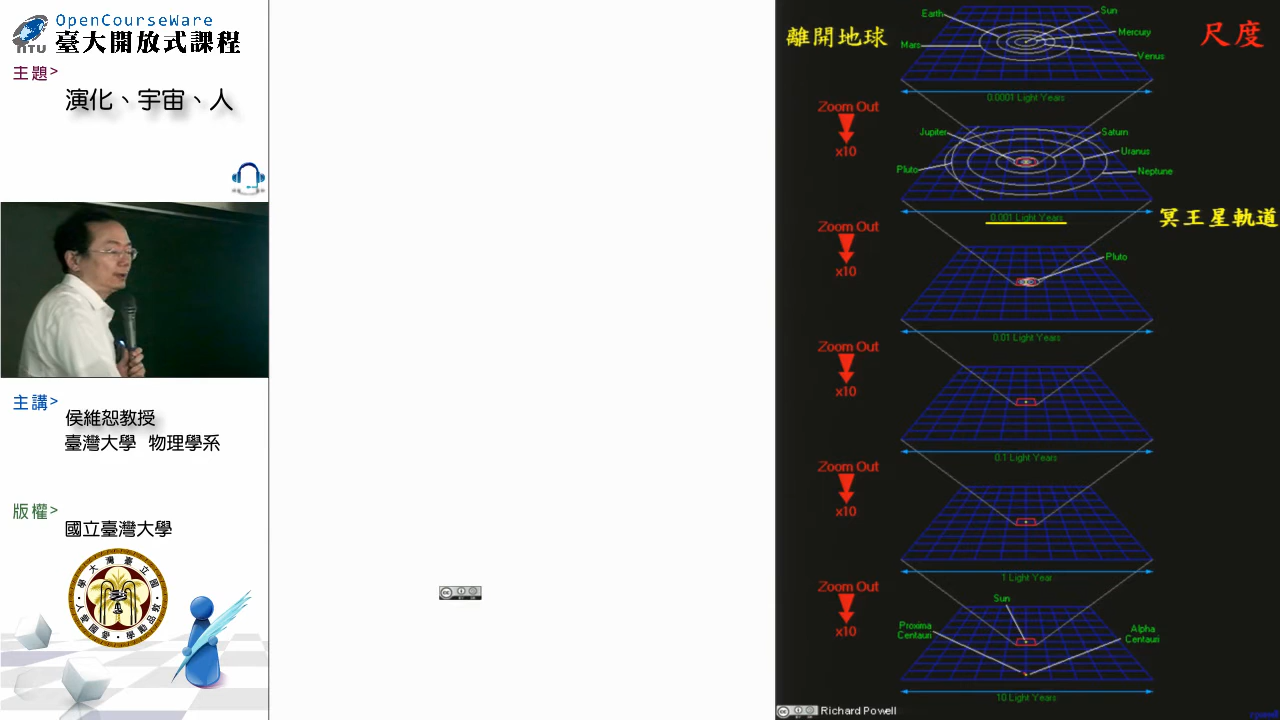 OpenCourseWare
NTU 臺大開放式課程
主題>
演化、宇宙、人
主講>
侯維恕教授
臺灣大學 物理學系
版權>
國立臺灣大學
離開地球
尺度
Earth
Sun
Mars
Mercury
Venus
0.0001 Light Years
Zoom Out
x10
Jupiter
Saturn
Uranus
Pluto
Neptune
0.001 Light Years
冥王星軌道
Zoom Out
x10
Pluto
0.01 Light Years
Zoom Out
x10
0.1 Light Years
Zoom Out
x10
1 Light Year
Zoom Out
x10
Sun
Proxima
Centauri
Alpha
Centauri
10 Light Years
Richard Powell